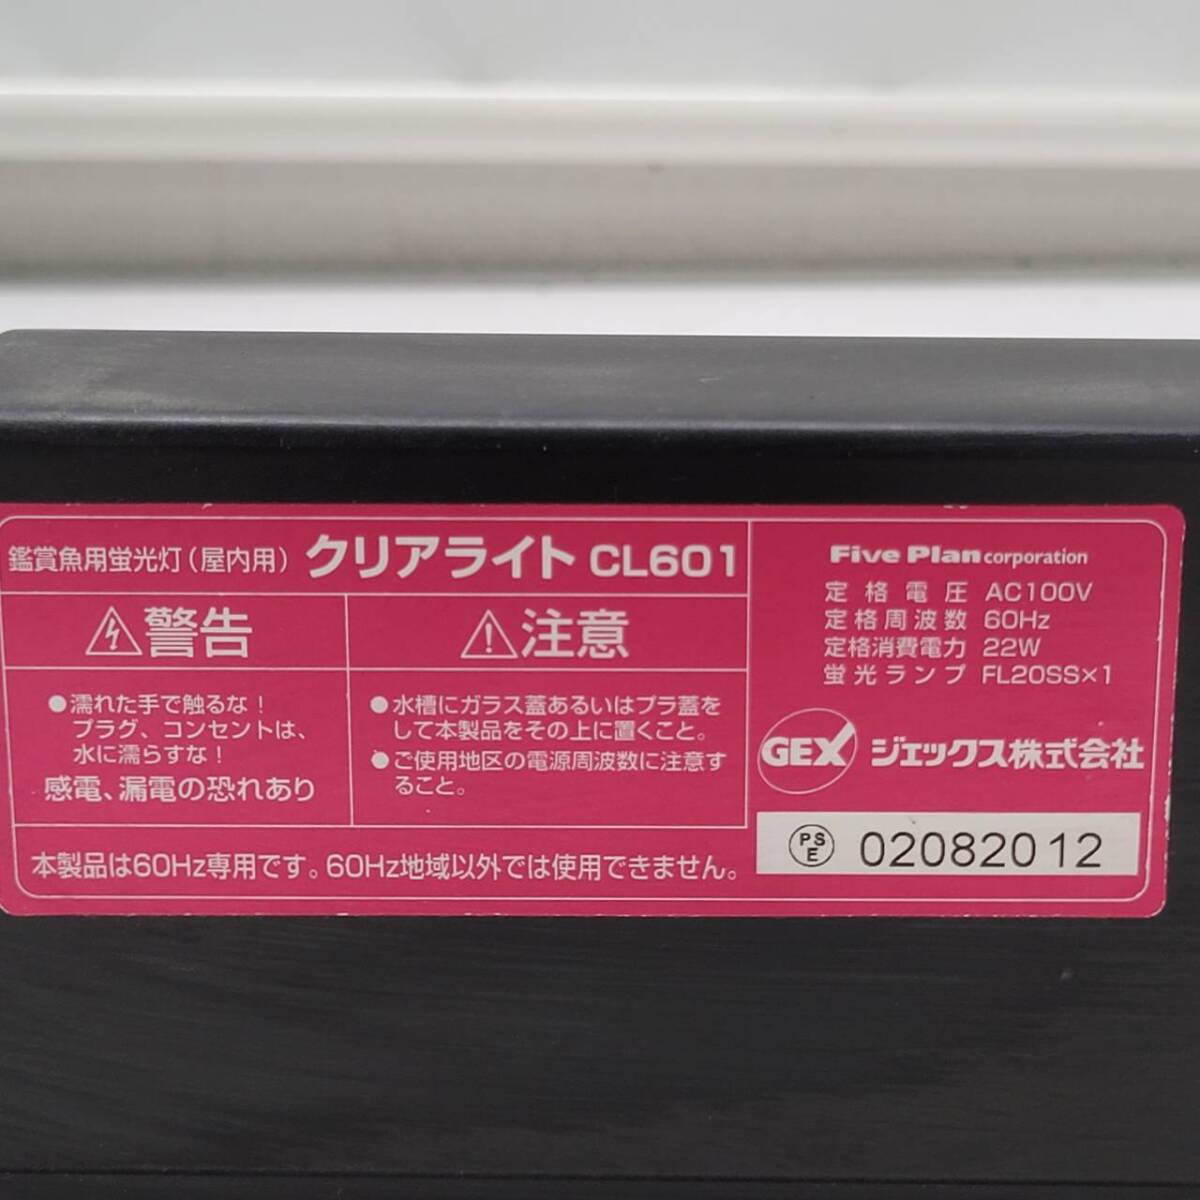 鑑賞魚用蛍光灯(屋内用) クリアライト CL601
警告
●濡れた手で触るな!
プラグ、コンセントは、
水に濡らすな!
感電、漏電の恐れあり
注意
●水槽にガラス蓋あるいはプラ蓋を
して本製品をその上に置くこと。
●ご使用地区の電源周波数に注意す
ること。
本製品は60Hz専用です。60Hz地域以外では使用できません。
Five Plan corporation
定格電圧 AC100V
定格周波数 60Hz
定格消費電力 22W
蛍光ランプ FL20SS×1
GEX ジェックス株式会社
PSE 02082012